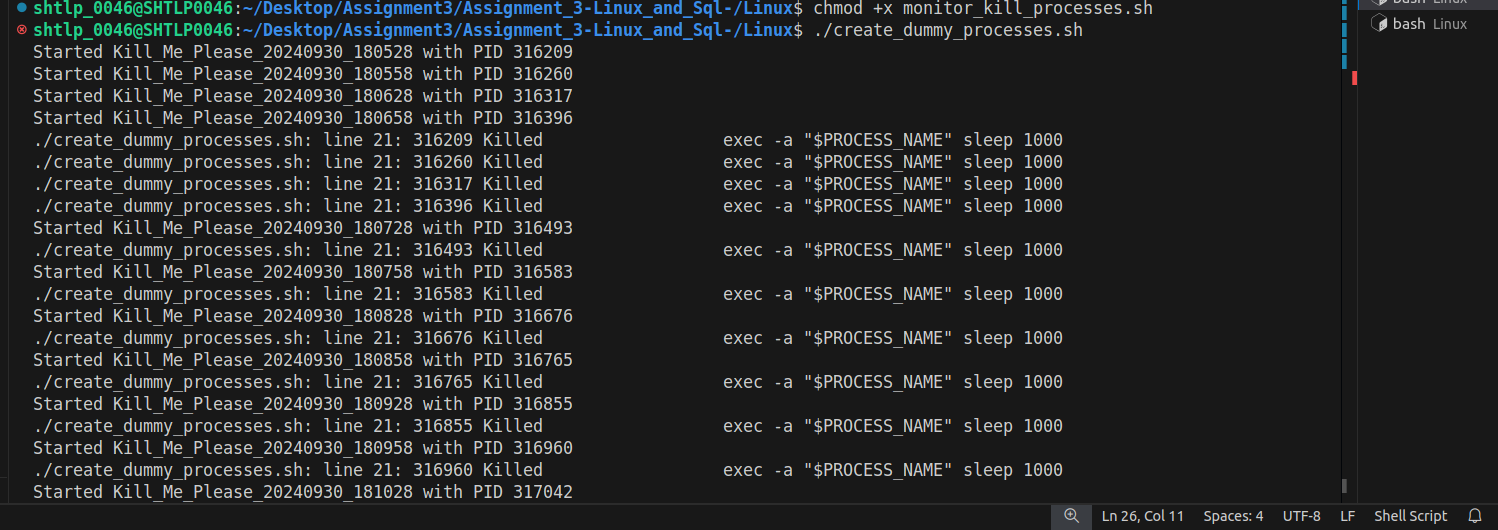 shtlp_0046@SHTLP0046:~/Desktop/Assignment3/Assignment_3-Linux_and_Sql-/Linux$ chmod +x monitor_kill_processes.sh
shtlp_0046@SHTLP0046:~/Desktop/Assignment3/Assignment_3-Linux_and_Sql-/Linux$ ./create_dummy_processes.sh
Started Kill_Me_Please_20240930_180528 with PID 316209
Started Kill_Me_Please_20240930_180558 with PID 316260
Started Kill_Me_Please_20240930_180628 with PID 316317
Started Kill_Me_Please_20240930_180658 with PID 316396
./create_dummy_processes.sh: line 21: 316209 Killed                  exec -a "$PROCESS_NAME" sleep 1000
./create_dummy_processes.sh: line 21: 316260 Killed                  exec -a "$PROCESS_NAME" sleep 1000
./create_dummy_processes.sh: line 21: 316317 Killed                  exec -a "$PROCESS_NAME" sleep 1000
./create_dummy_processes.sh: line 21: 316396 Killed                  exec -a "$PROCESS_NAME" sleep 1000
Started Kill_Me_Please_20240930_180728 with PID 316493
./create_dummy_processes.sh: line 21: 316493 Killed                  exec -a "$PROCESS_NAME" sleep 1000
Started Kill_Me_Please_20240930_180758 with PID 316583
./create_dummy_processes.sh: line 21: 316583 Killed                  exec -a "$PROCESS_NAME" sleep 1000
Started Kill_Me_Please_20240930_180828 with PID 316676
./create_dummy_processes.sh: line 21: 316676 Killed                  exec -a "$PROCESS_NAME" sleep 1000
Started Kill_Me_Please_20240930_180858 with PID 316765
./create_dummy_processes.sh: line 21: 316765 Killed                  exec -a "$PROCESS_NAME" sleep 1000
Started Kill_Me_Please_20240930_180928 with PID 316855
./create_dummy_processes.sh: line 21: 316855 Killed                  exec -a "$PROCESS_NAME" sleep 1000
Started Kill_Me_Please_20240930_180958 with PID 316960
./create_dummy_processes.sh: line 21: 316960 Killed                  exec -a "$PROCESS_NAME" sleep 1000
Started Kill_Me_Please_20240930_181028 with PID 317042
bash Linux
bash Linux
Ln 26, Col 11 Spaces: 4 UTF-8 LF Shell Script